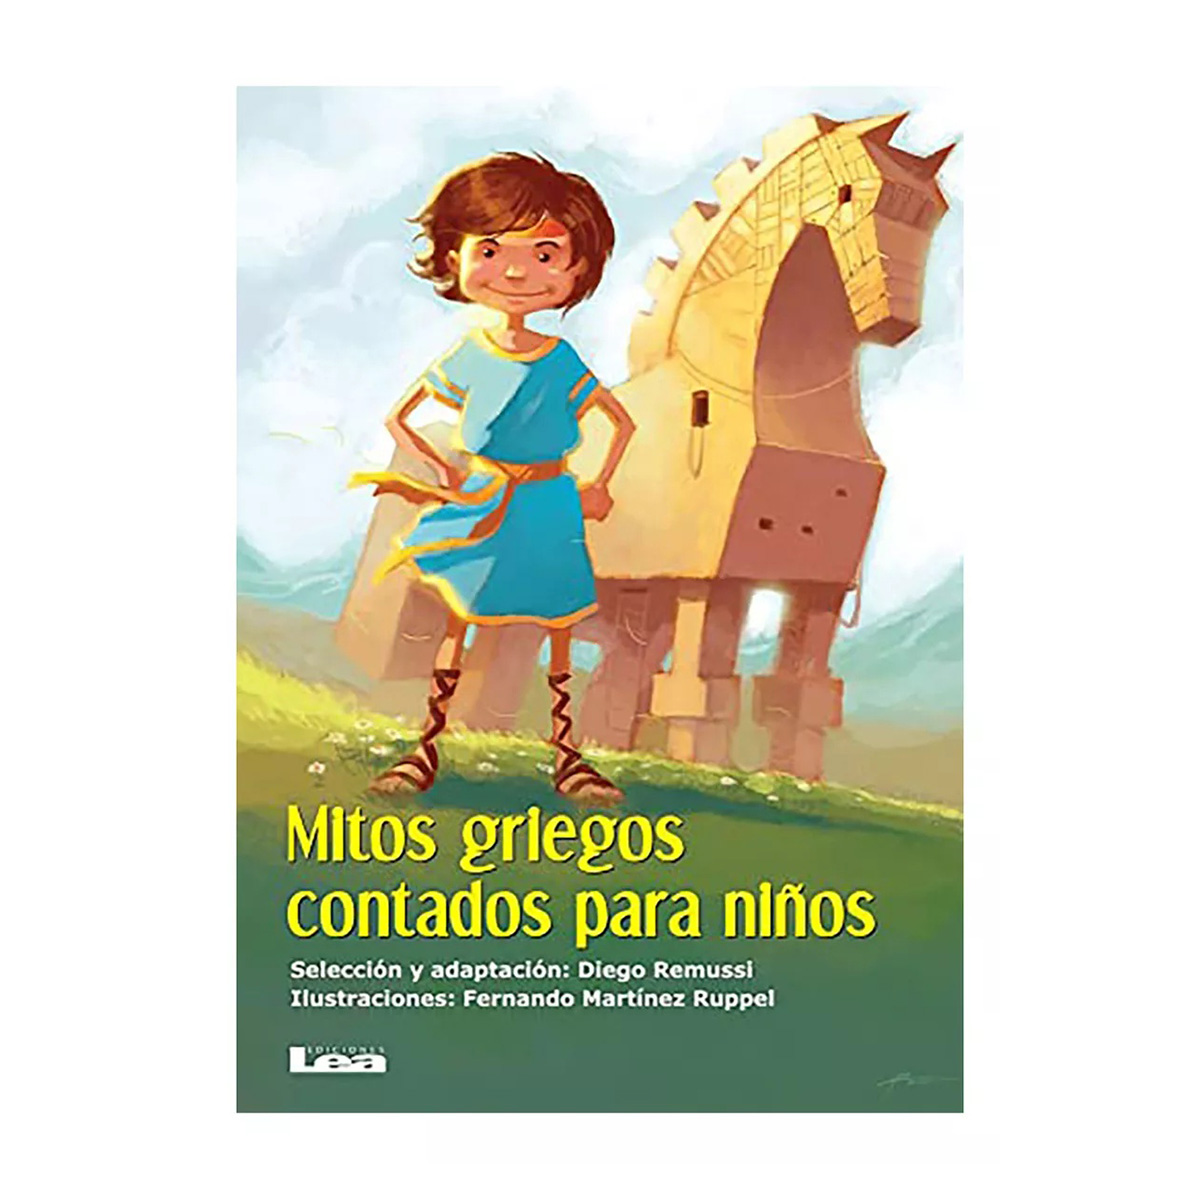 Mitos griegos
contados para niños
Selección y adaptación: Diego Remussi
Ilustraciones: Fernando Martínez Ruppel
EDICIONES
Lea